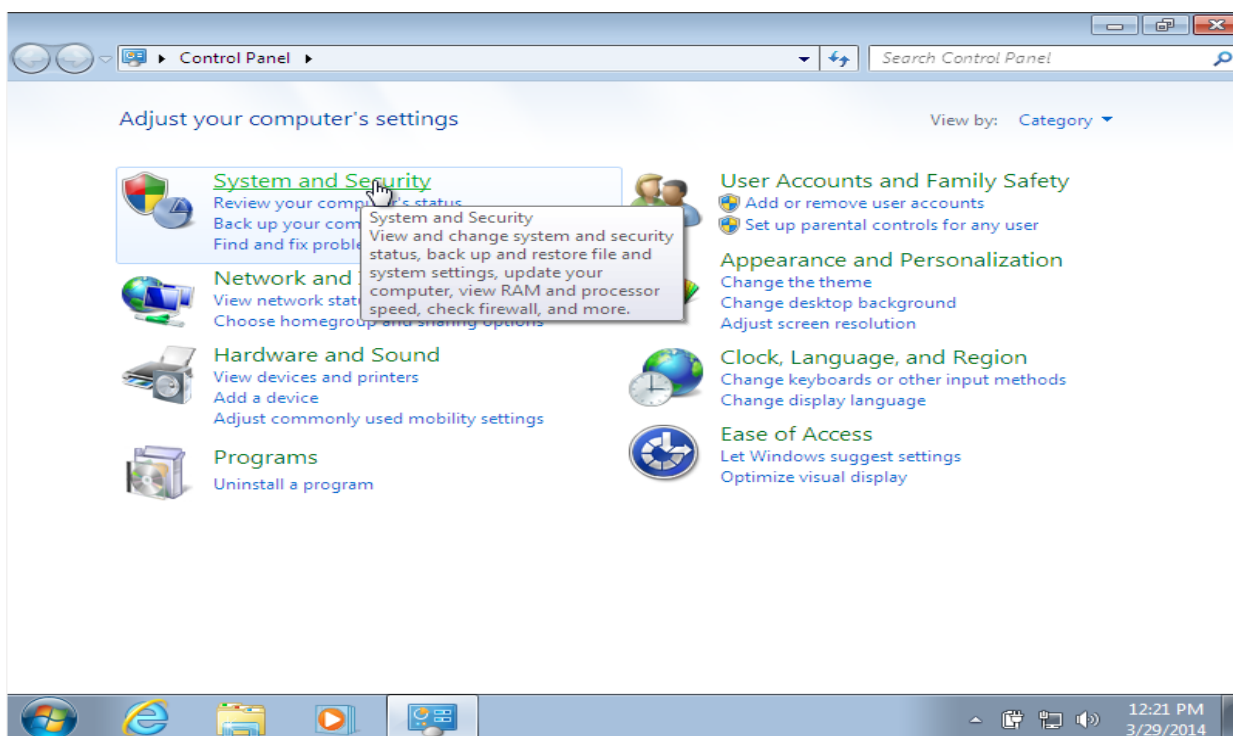 Control Panel
Search Control Panel
Adjust your computer's settings
View by: Category
System and Security
Review your computer's status
Back up your com
Find and fix proble
System and Security
View and change system and security
status, back up and restore file and
system settings, update your
computer, view RAM and processor
speed, check firewall, and more.
Network and
View network stat
Choose homegroup and sharing options
Hardware and Sound
View devices and printers
Add a device
Adjust commonly used mobility settings
Programs
Uninstall a program
User Accounts and Family Safety
Add or remove user accounts
Set up parental controls for any user
Appearance and Personalization
Change the theme
Change desktop background
Adjust screen resolution
Clock, Language, and Region
Change keyboards or other input methods
Change display language
Ease of Access
Let Windows suggest settings
Optimize visual display
12:21 PM
3/29/2014